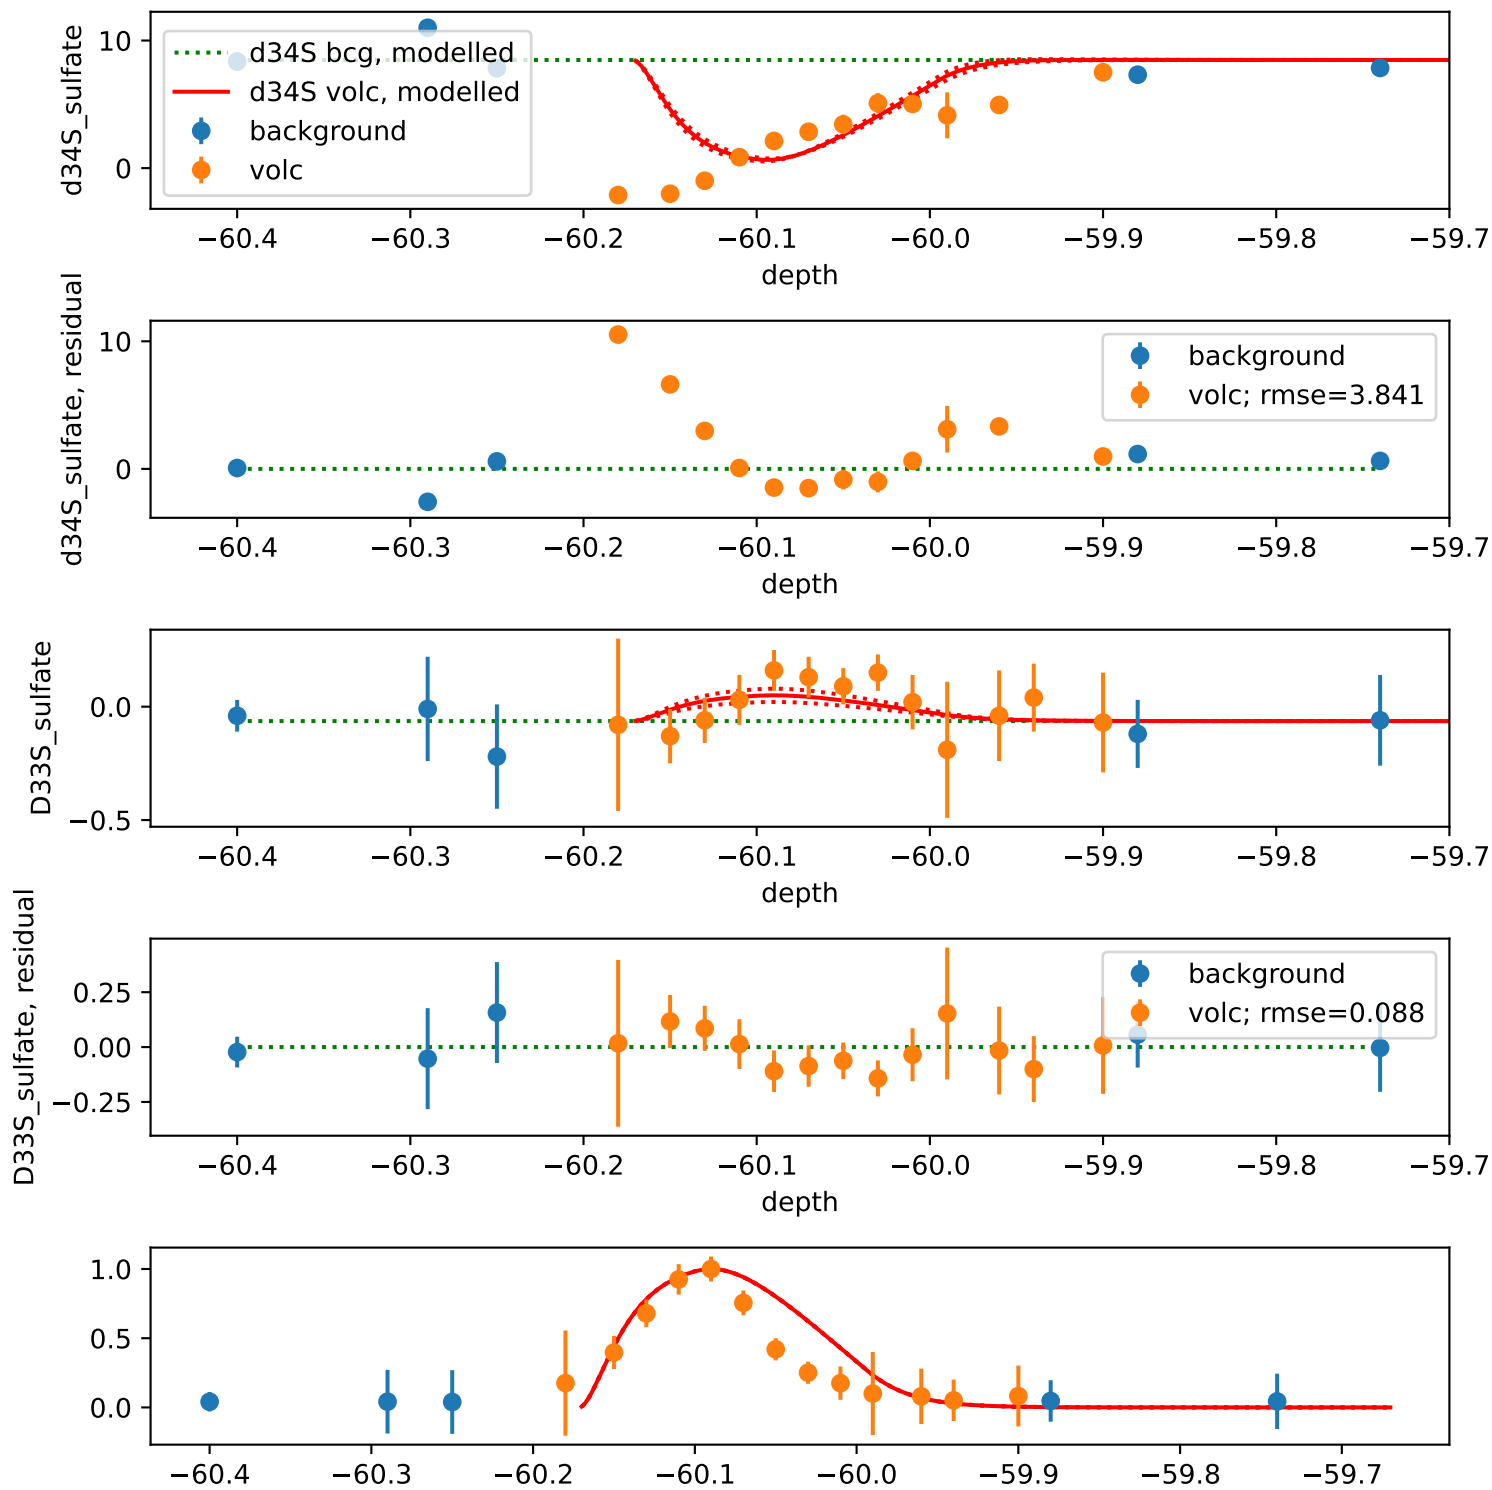 d34S_sulfate
10
0
d34S bcg, modelled
d34S volc, modelled
background
volc
−60.4 −60.3 −60.2 −60.1 −60.0 −59.9 −59.8 −59.7
depth
d34S_sulfate, residual
10
0
background
volc; rmse=3.841
−60.4 −60.3 −60.2 −60.1 −60.0 −59.9 −59.8 −59.7
depth
D33S_sulfate
0.0
−0.5
−60.4 −60.3 −60.2 −60.1 −60.0 −59.9 −59.8 −59.7
depth
D33S_sulfate, residual
0.25
0.00
−0.25
background
volc; rmse=0.088
−60.4 −60.3 −60.2 −60.1 −60.0 −59.9 −59.8 −59.7
depth
1.0
0.5
0.0
−60.4 −60.3 −60.2 −60.1 −60.0 −59.9 −59.8 −59.7